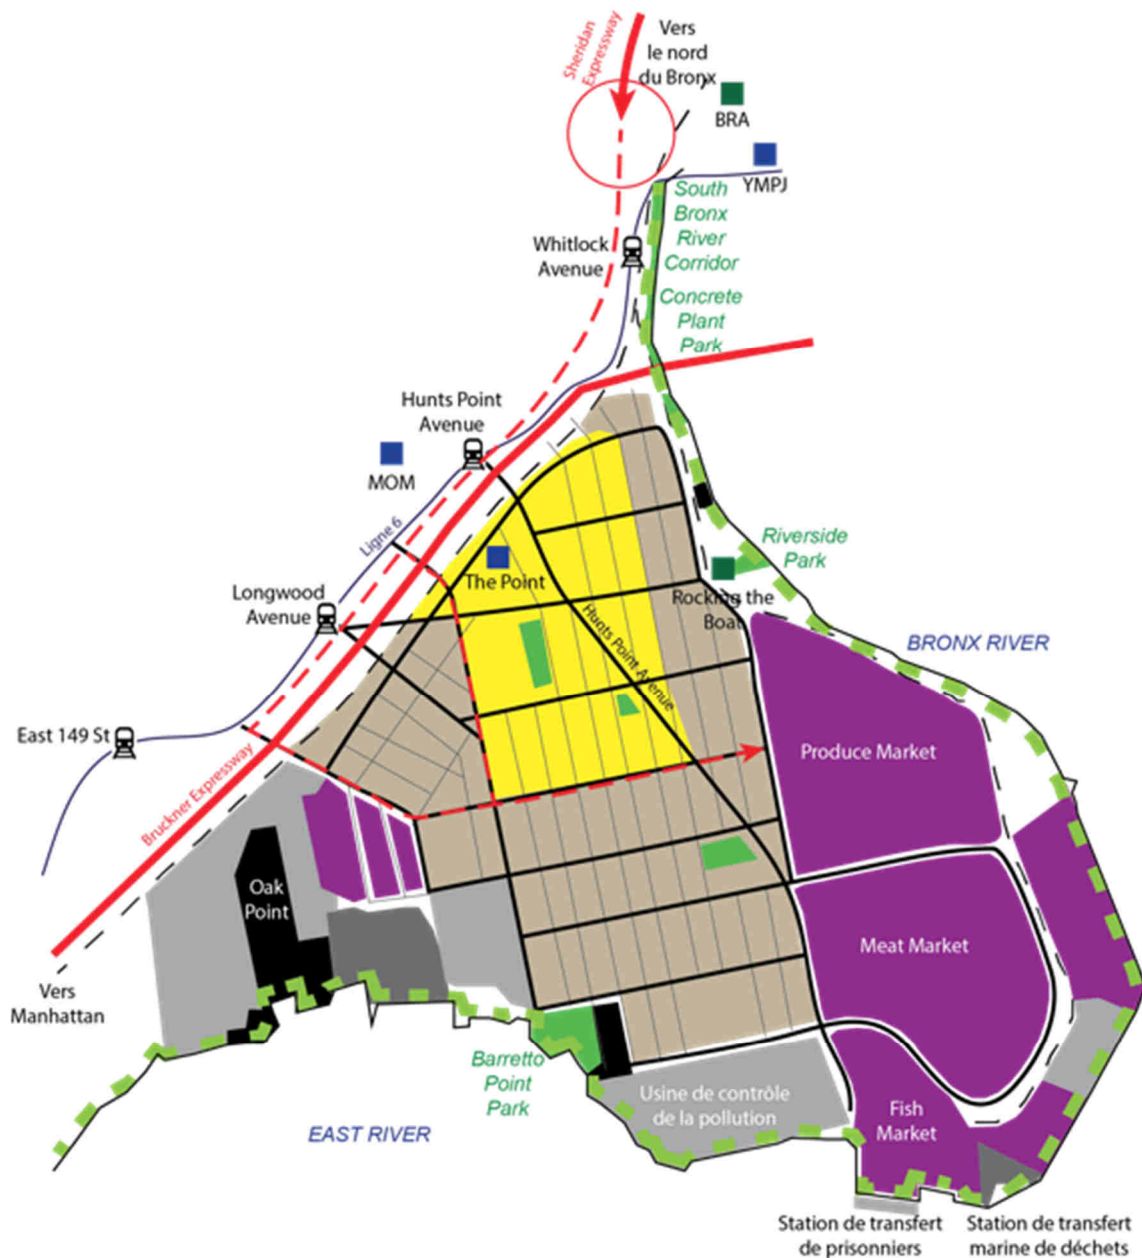 Sheridan
Expressway
Vers
le nord
du Bronx
BRA
YMPJ
South
Bronx
River
Corridor
Whitlock
Avenue
Concrete
Plant
Park
Hunts Point
Avenue
MOM
Ligne 6
The Point
Riverside
Park
Longwood
Avenue
Rocking the
Boat
Hunts Point Avenue
BRONX RIVER
East 149 St
Bruckner Expressway
Produce Market
Oak
Point
Meat Market
Vers
Manhattan
Barretto
Point
Park
Usine de contrôle
de la pollution
Fish
Market
EAST RIVER
Station de transfert
de prisonniers
Station de transfert
marine de déchets